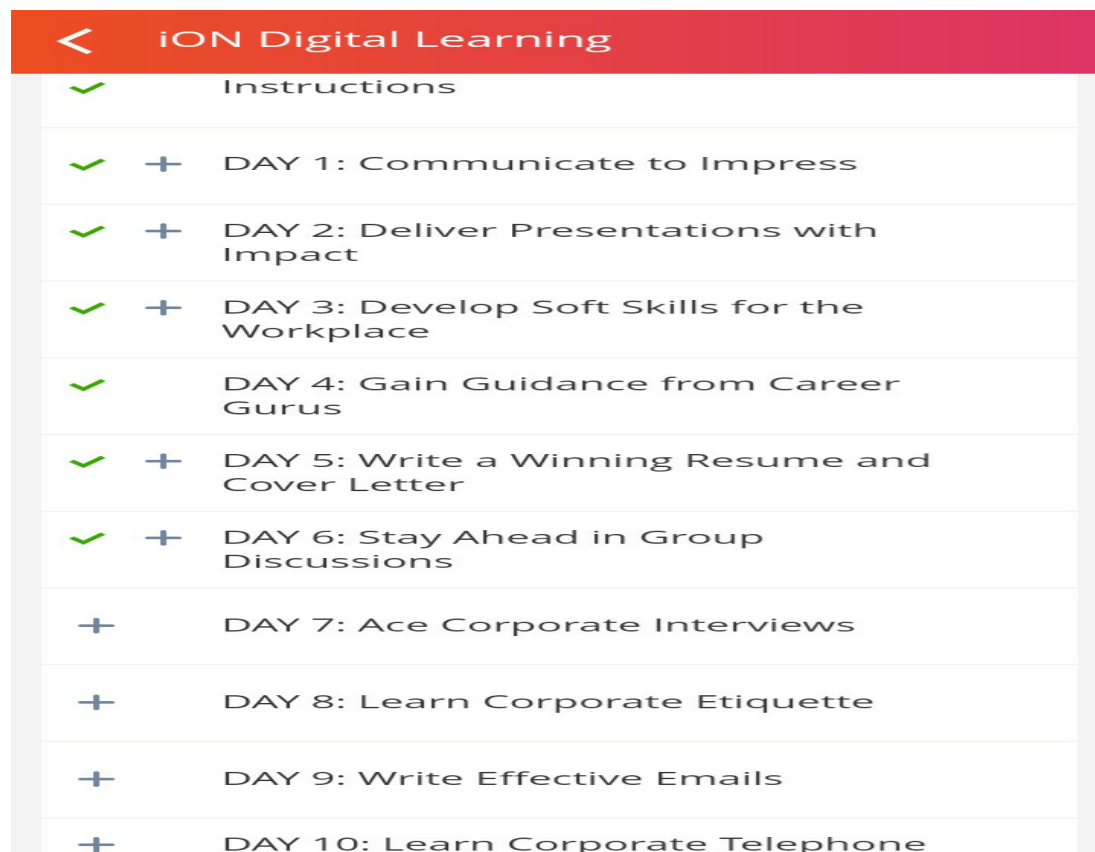 iON Digital Learning
Instructions
DAY 1: Communicate to Impress
DAY 2: Deliver Presentations with
Impact
DAY 3: Develop Soft Skills for the
Workplace
DAY 4: Gain Guidance from Career
Gurus
DAY 5: Write a Winning Resume and
Cover Letter
DAY 6: Stay Ahead in Group
Discussions
DAY 7: Ace Corporate Interviews
DAY 8: Learn Corporate Etiquette
DAY 9: Write Effective Emails
DAY 10: Learn Corporate Telephone